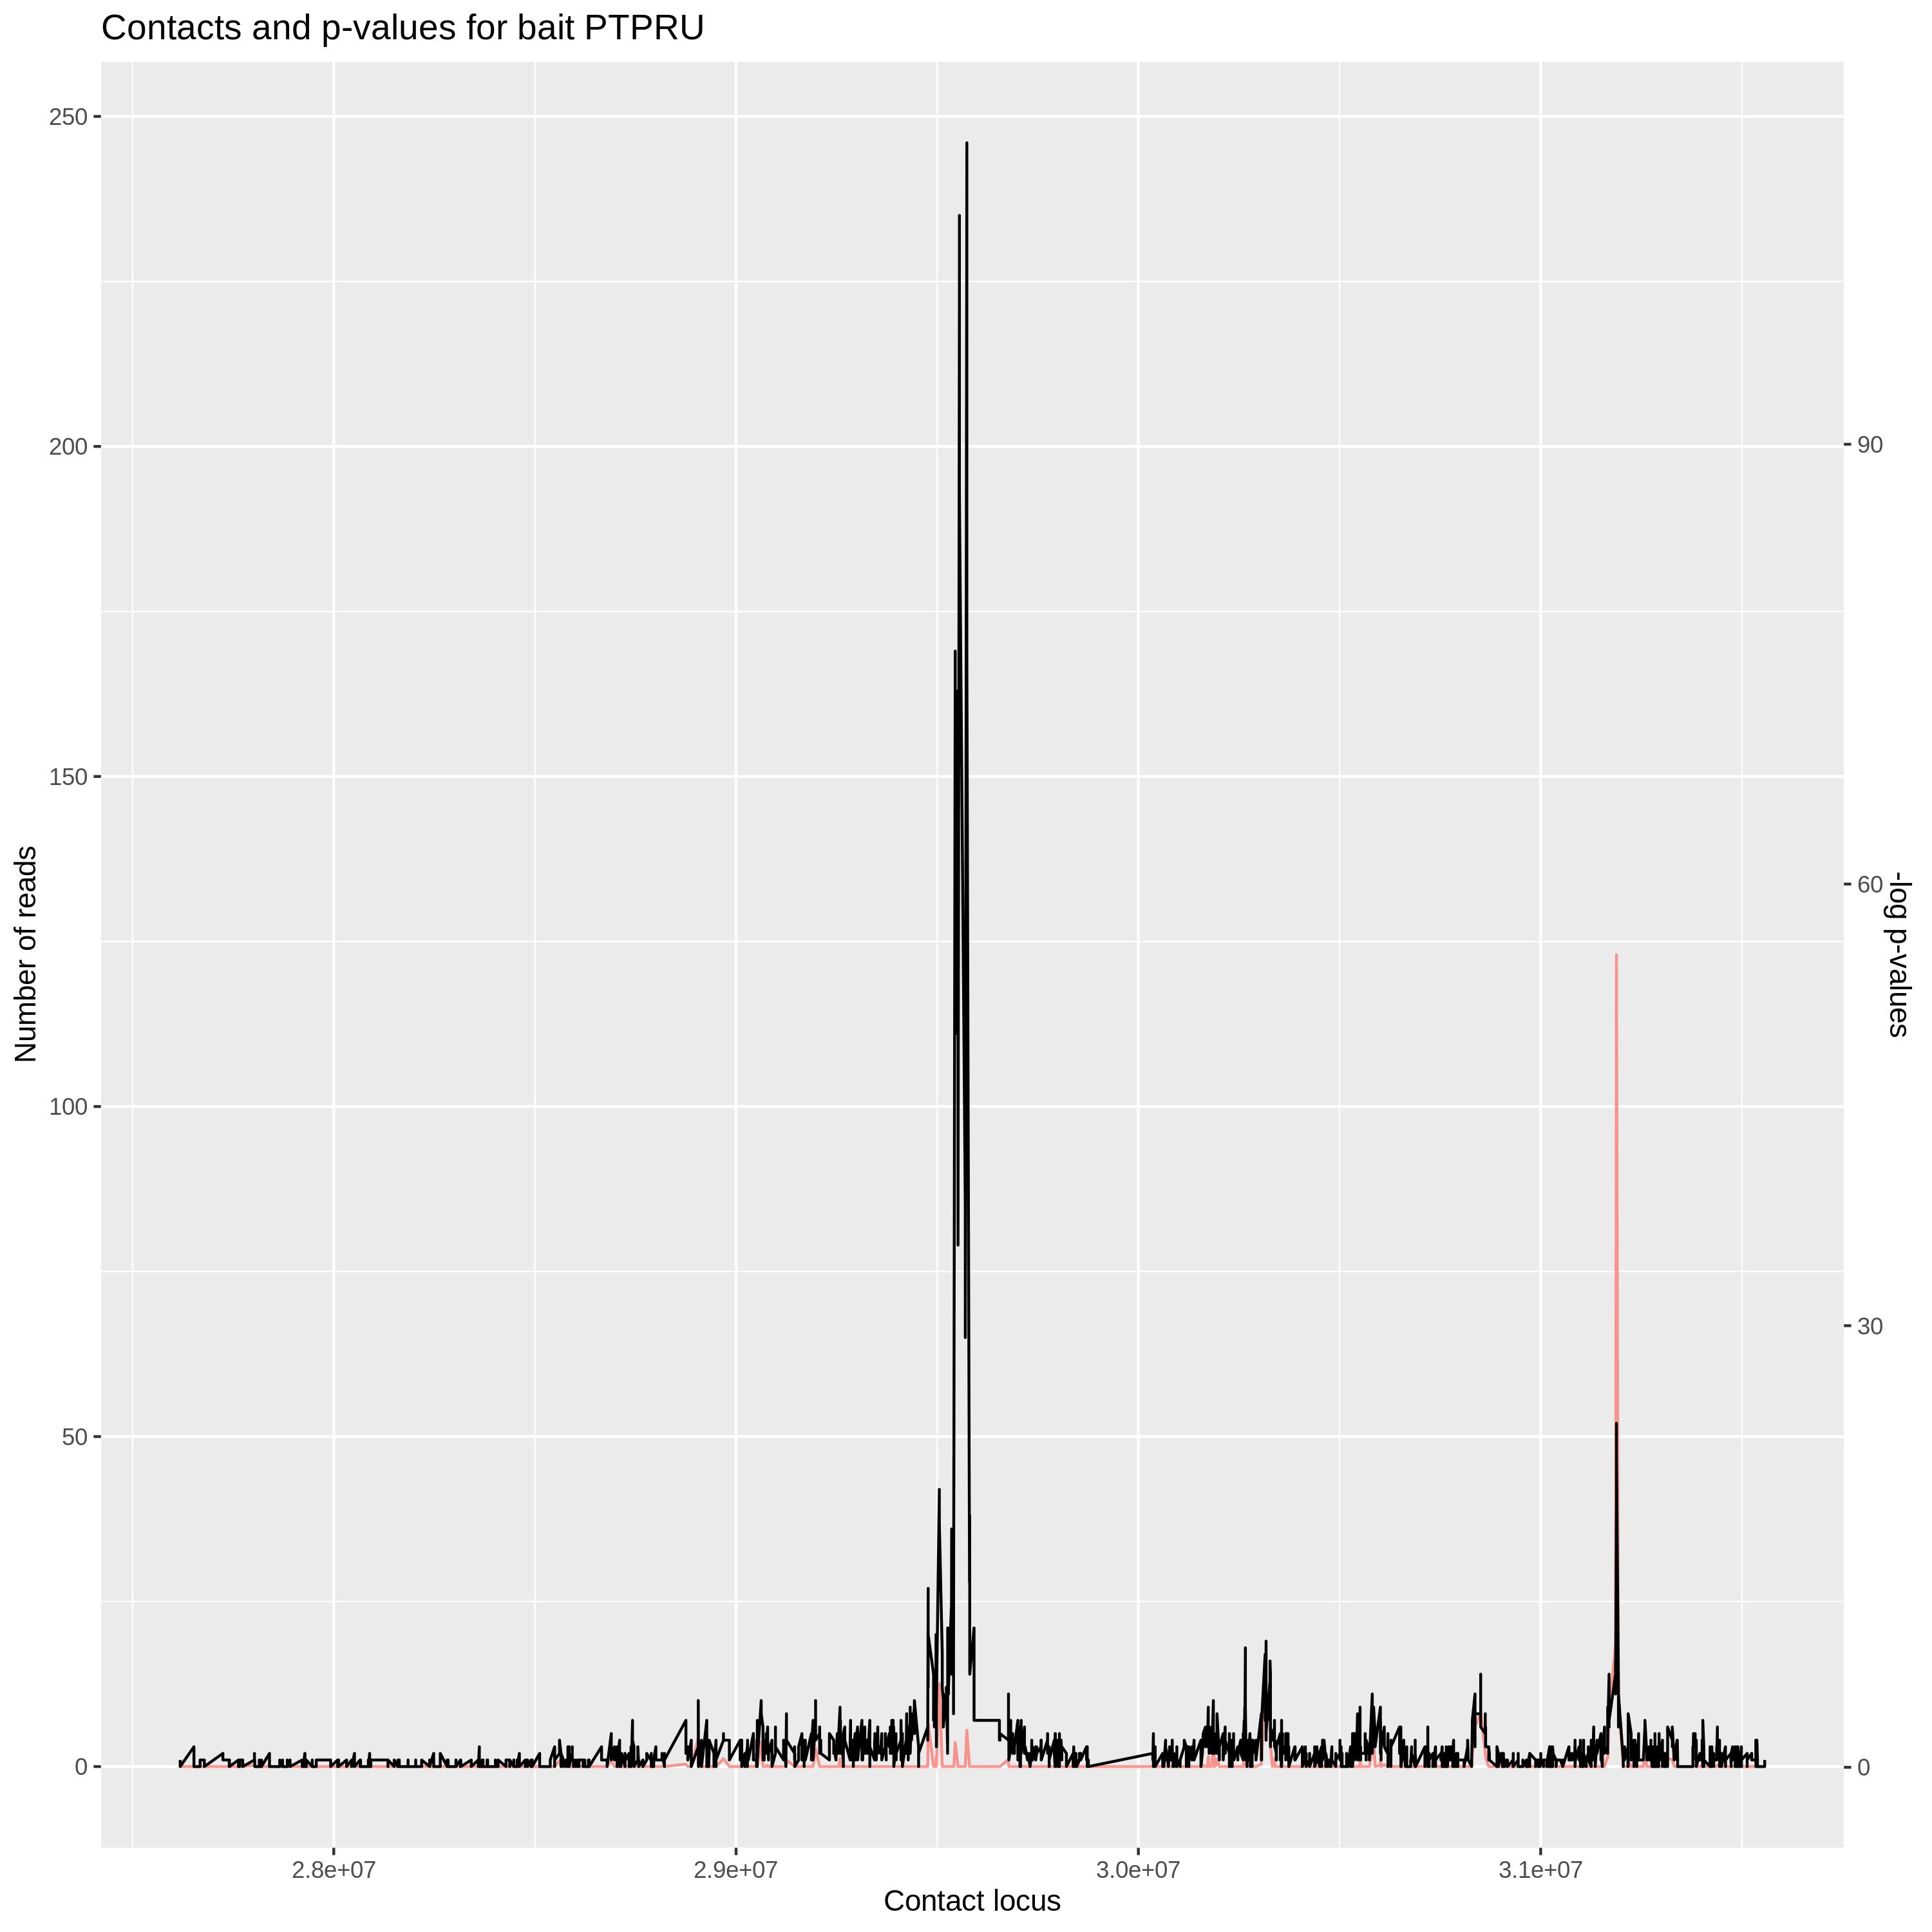 Contacts and p-values for bait PTPRU
250
200
150
100
50
0
Number of reads
90
60
30
0
-log p-values
2.8e+07
2.9e+07
3.0e+07
3.1e+07
Contact locus